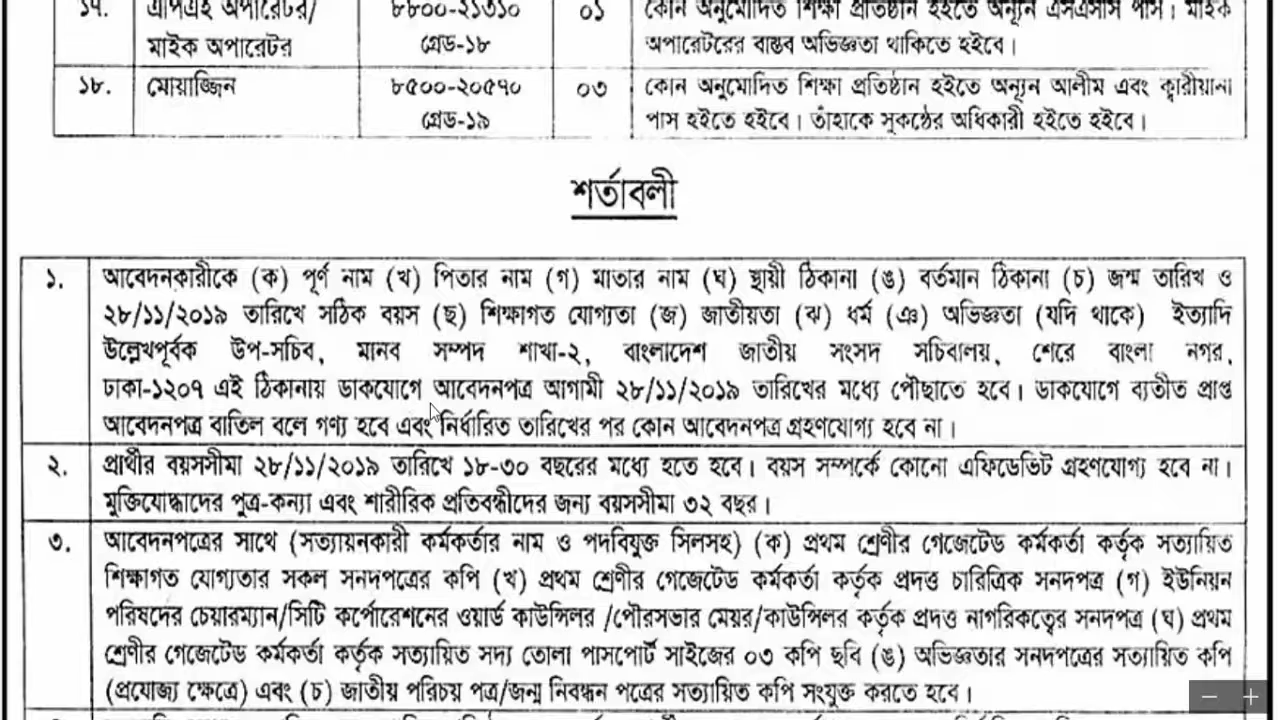 ১৭. এপিএই অপারেটর/ ৮৮০০-২১৩১০ ০১ কোন অনুমোদিত শিক্ষা প্রতিষ্ঠান হইতে অন্যূন এসএসসি পাস। মাইক
মাইক অপারেটর গ্রেড-১৮ অপারেটরের বাস্তব অভিজ্ঞতা থাকিতে হইবে।
১৮. মোয়াজ্জিন ৮৫০০-২০৫৭০ ০৩ কোন অনুমোদিত শিক্ষা প্রতিষ্ঠান হইতে অন্যূন আলীম এবং ক্বারীয়ানা
গ্রেড-১৯ পাস হইতে হইবে। তাঁহাকে সুকণ্ঠের অধিকারী হইতে হইবে।
শর্তাবলী
১. আবেদনকারীকে (ক) পূর্ণ নাম (খ) পিতার নাম (গ) মাতার নাম (ঘ) স্থায়ী ঠিকানা (ঙ) বর্তমান ঠিকানা (চ) জন্ম তারিখ ও
২৮/১১/২০১৯ তারিখে সঠিক বয়স (ছ) শিক্ষাগত যোগ্যতা (জ) জাতীয়তা (ঝ) ধর্ম (ঞ) অভিজ্ঞতা (যদি থাকে) ইত্যাদি
উল্লেখপূর্বক উপ-সচিব, মানব সম্পদ শাখা-২, বাংলাদেশ জাতীয় সংসদ সচিবালয়, শেরে বাংলা নগর,
ঢাকা-১২০৭ এই ঠিকানায় ডাকযোগে আবেদনপত্র আগামী ২৮/১১/২০১৯ তারিখের মধ্যে পৌছাতে হবে। ডাকযোগে ব্যতীত প্রাপ্ত
আবেদনপত্র বাতিল বলে গণ্য হবে এবং নির্ধারিত তারিখের পর কোন আবেদনপত্র গ্রহণযোগ্য হবে না।
২. প্রার্থীর বয়সসীমা ২৮/১১/২০১৯ তারিখে ১৮-৩০ বছরের মধ্যে হতে হবে। বয়স সম্পর্কে কোনো এফিডেভিট গ্রহণযোগ্য হবে না।
মুক্তিযোদ্ধাদের পুত্র-কন্যা এবং শারীরিক প্রতিবন্ধীদের জন্য বয়সসীমা ৩২ বছর।
৩. আবেদনপত্রের সাথে (সত্যায়নকারী কর্মকর্তার নাম ও পদবিযুক্ত সিলসহ) (ক) প্রথম শ্রেণীর গেজেটেড কর্মকর্তা কর্তৃক সত্যায়িত
শিক্ষাগত যোগ্যতার সকল সনদপত্রের কপি (খ) প্রথম শ্রেণীর গেজেটেড কর্মকর্তা কর্তৃক প্রদত্ত চারিত্রিক সনদপত্র (গ) ইউনিয়ন
পরিষদের চেয়ারম্যান/সিটি কর্পোরেশনের ওয়ার্ড কাউন্সিলর /পৌরসভার মেয়র/কাউন্সিলর কর্তৃক প্রদত্ত নাগরিকত্বের সনদপত্র (ঘ) প্রথম
শ্রেণীর গেজেটেড কর্মকর্তা কর্তৃক সত্যায়িত সদ্য তোলা পাসপোর্ট সাইজের ০৩ কপি ছবি (ঙ) অভিজ্ঞতার সনদপত্রের সত্যায়িত কপি
(প্রযোজ্য ক্ষেত্রে) এবং (চ) জাতীয় পরিচয় পত্র/জন্ম নিবন্ধন পত্রের সত্যায়িত কপি সংযুক্ত করতে হবে।